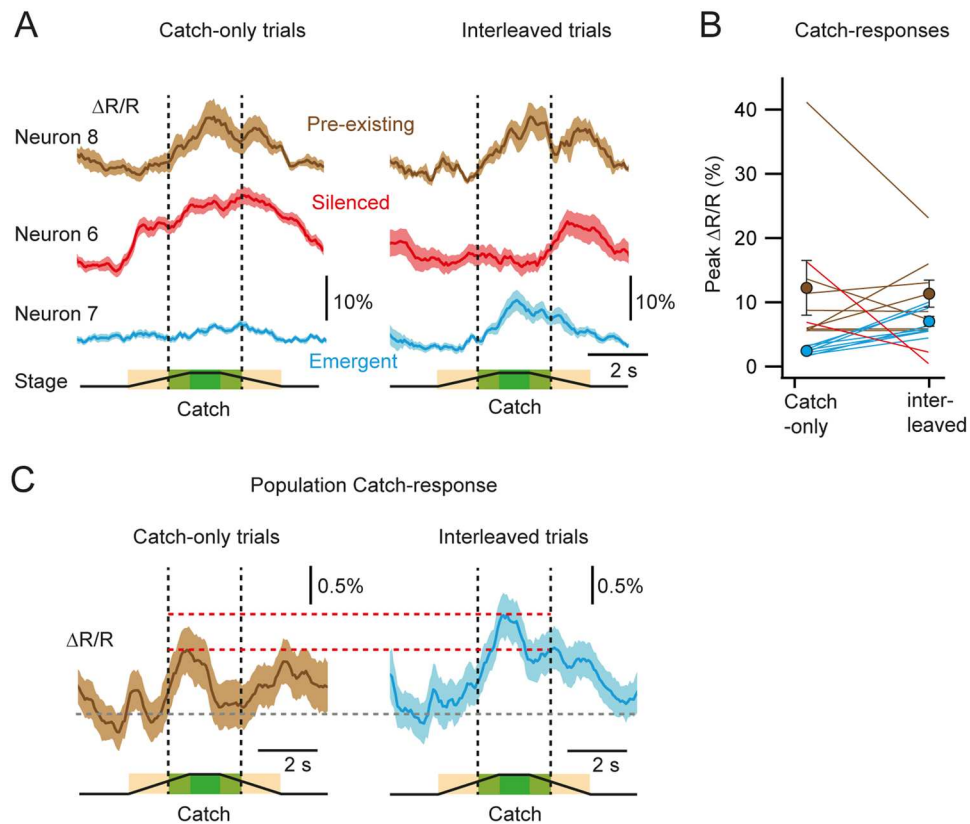 A
Catch-only trials
Interleaved trials
ΔR/R
Neuron 8
Pre-existing
Neuron 6
Silenced
10%
10%
Neuron 7
Emergent
2 s
Stage
Catch
Catch
B
Catch-responses
Peak ΔR/R (%)
40
30
20
10
0
Catch
-only
inter-
leaved
C
Population Catch-response
Catch-only trials
Interleaved trials
0.5%
0.5%
ΔR/R
2 s
2 s
Catch
Catch